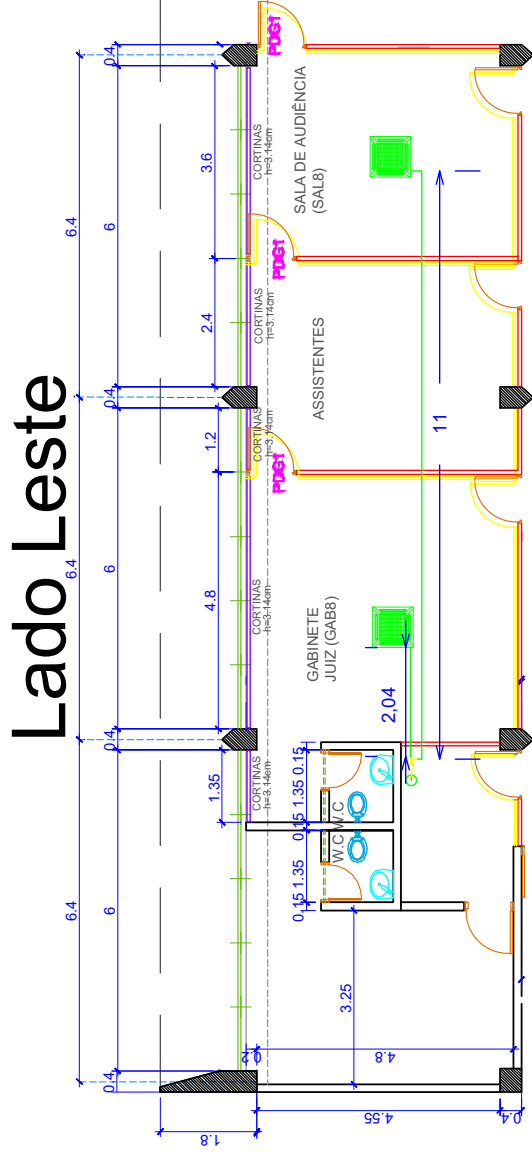 Lado Leste
6.4
6.4
6.4
0.4
6
0.4
6
0.4
6
0.4
1.35
4.8
1.2
2.4
3.6
1.8
CORTINAS
h=3.14cm
CORTINAS
h=3.14cm
CORTINAS
h=3.14cm
CORTINAS
h=3.14cm
CORTINAS
h=3.14cm
PDG1
PDG1
PDG1
0.2
0.15
1.35
0.15
1.35
0.15
W.C
W.C
GABINETE
JUIZ (GAB8)
ASSISTENTES
SALA DE AUDIÊNCIA
(SAL8)
3.25
4.8
4.55
0.4
2,04
11